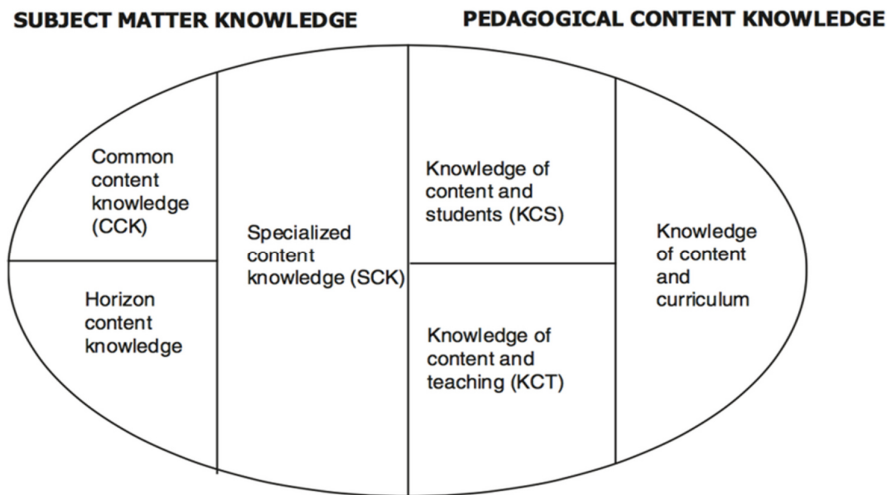 SUBJECT MATTER KNOWLEDGE
PEDAGOGICAL CONTENT KNOWLEDGE
Common
content
knowledge
(CCK)
Horizon
content
knowledge
Specialized
content
knowledge (SCK)
Knowledge of
content and
students (KCS)
Knowledge of
content and
teaching (KCT)
Knowledge
of content
and
curriculum